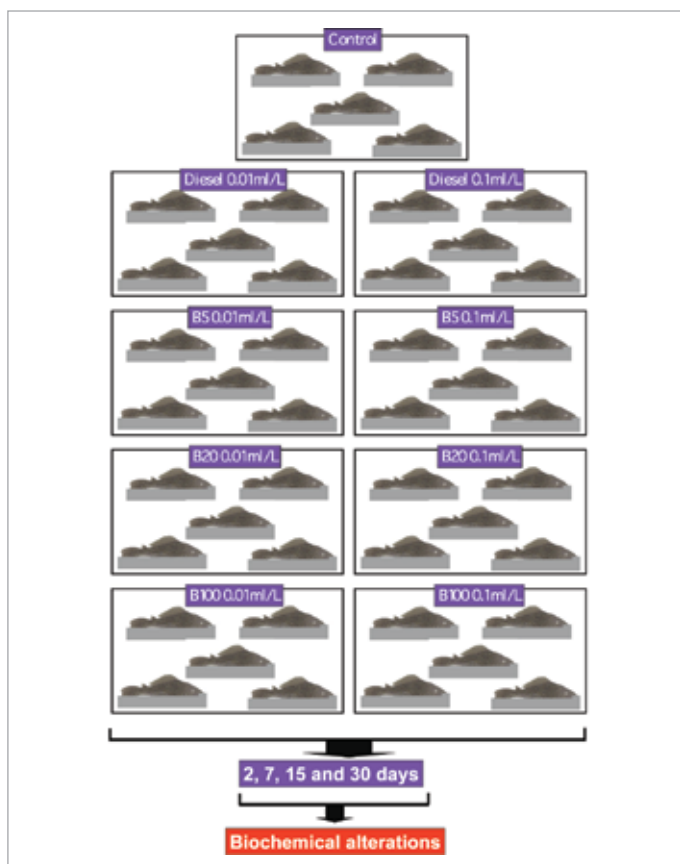 Control
Diesel 0.01ml/L
Diesel 0.1ml/L
B5 0.01ml/L
B5 0.1ml/L
B20 0.01ml/L
B20 0.1ml/L
B100 0.01ml/L
B100 0.1ml/L
2, 7, 15 and 30 days
Biochemical alterations